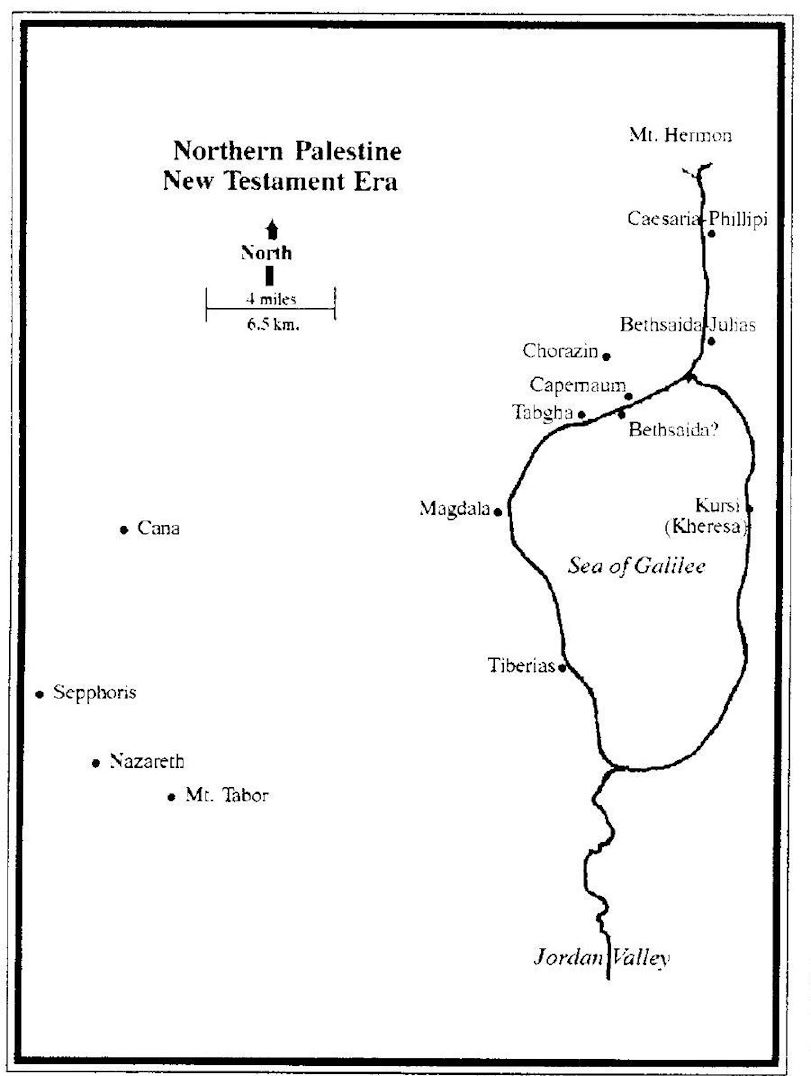 Northern Palestine
New Testament Era
North
4 miles
6.5 km.
Mt. Hermon
Caesaria-Phillipi
Bethsaida-Julias
Chorazin
Capernaum
Tabgha
Bethsaida?
Magdala
Kursi
(Kheresa)
Cana
Sea of Galilee
Tiberias
Sepphoris
Nazareth
Mt. Tabor
Jordan Valley